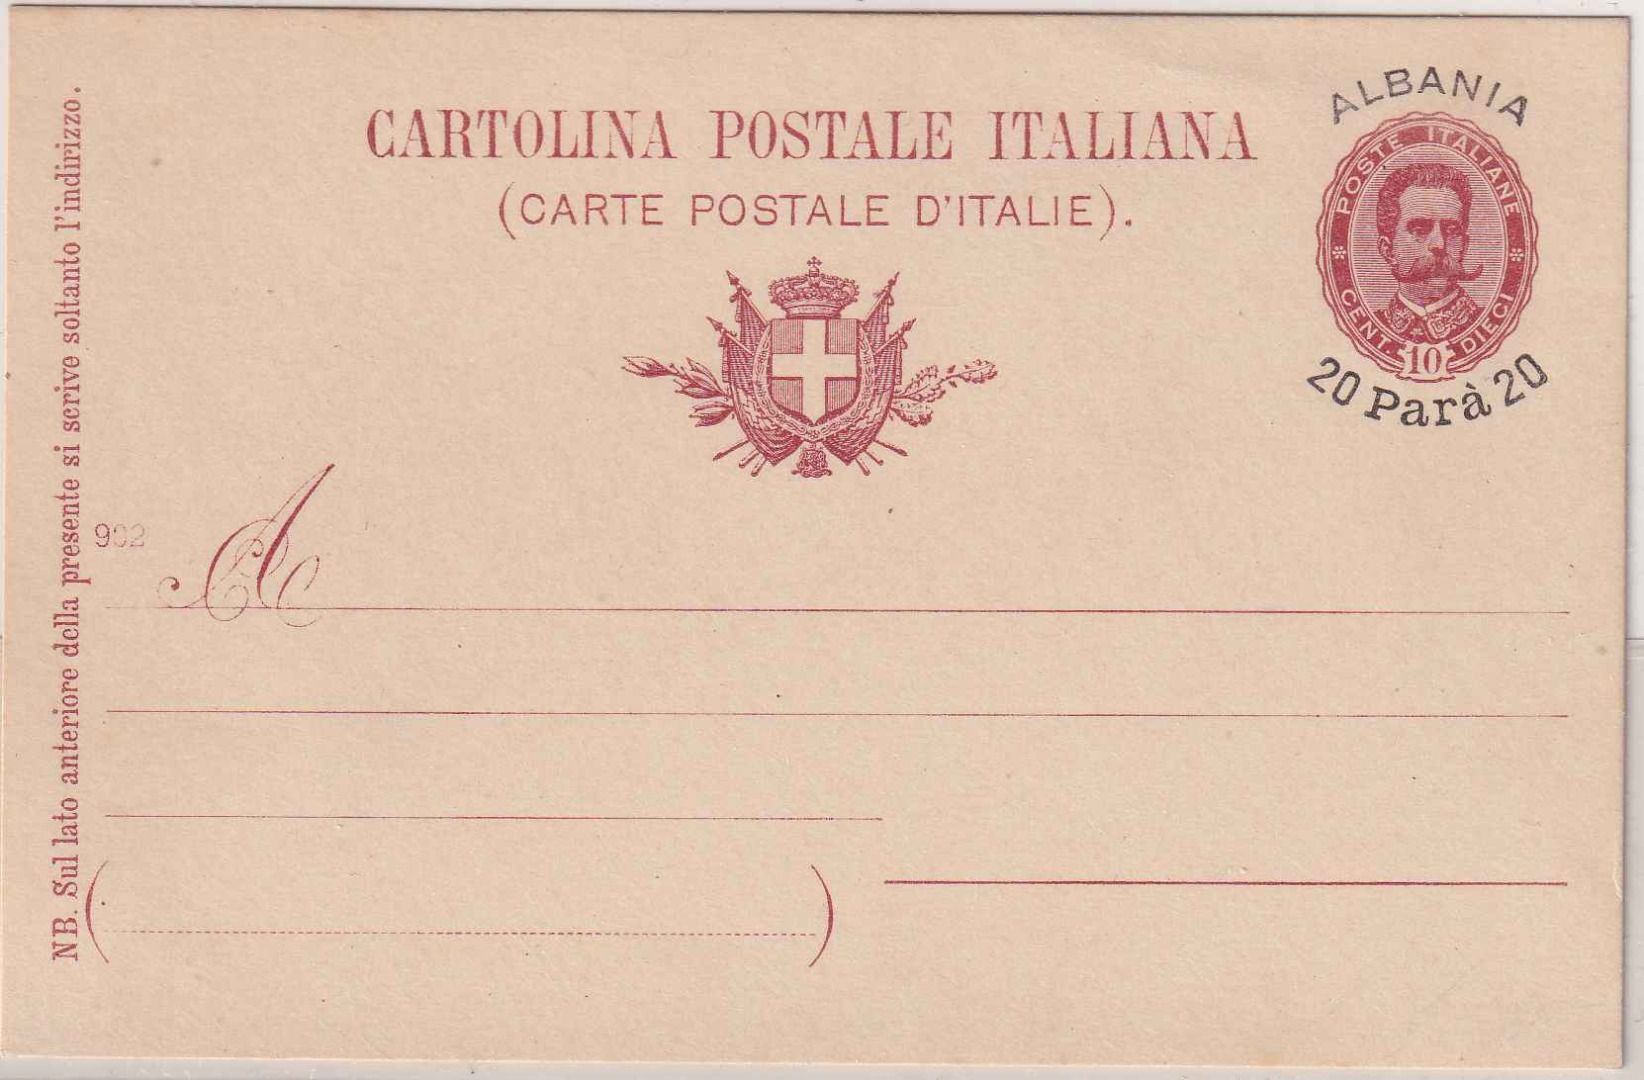 CARTOLINA POSTALE ITALIANA
(CARTE POSTALE D'ITALIE).
ALBANIA
POSTE ITALIANE
CENT. 10 DIECI
20 Parà 20
NB. Sul lato anteriore della presente si scrive soltanto l'indirizzo.
902
A